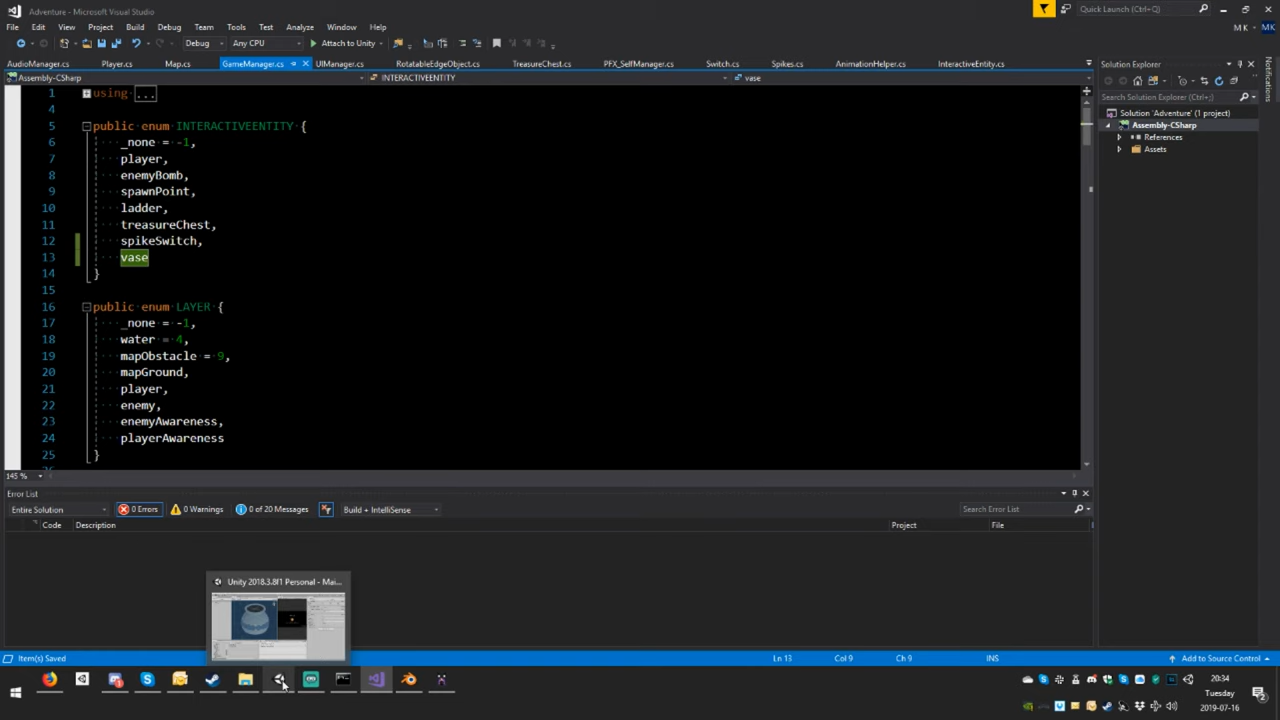 Adventure - Microsoft Visual Studio
Quick Launch (Ctrl+Q)
File Edit View Project Build Debug Team Tools Test Analyze Window Help
M K MK
Debug Any CPU Attach to Unity
AudioManager.cs Player.cs Map.cs GameManager.cs UIManager.cs RotatableEdgeObject.cs TreasureChest.cs PFX_SelfManager.cs Switch.cs Spikes.cs AnimationHelper.cs InteractiveEntity.cs
Assembly-CSharp INTERACTIVEENTITY vase
1 using ...
4
5 public enum INTERACTIVEENTITY {
6 _none = -1,
7 player,
8 enemyBomb,
9 spawnPoint,
10 ladder,
11 treasureChest,
12 spikeSwitch,
13 vase
14 }
15
16 public enum LAYER {
17 _none = -1,
18 water = 4,
19 mapObstacle = 9,
20 mapGround,
21 player,
22 enemy,
23 enemyAwareness,
24 playerAwareness
25 }
145 %
Solution Explorer
Search Solution Explorer (Ctrl+;)
Solution 'Adventure' (1 project)
Assembly-CSharp
References
Assets
Notifications
Error List
Entire Solution 0 Errors 0 Warnings 0 of 20 Messages Build + IntelliSense
Search Error List
Code Description Project File
Unity 2018.3.8f1 Personal - Mai...
Item(s) Saved Ln 13 Col 9 Ch 9 INS Add to Source Control
20:34
Tuesday
2019-07-16
2